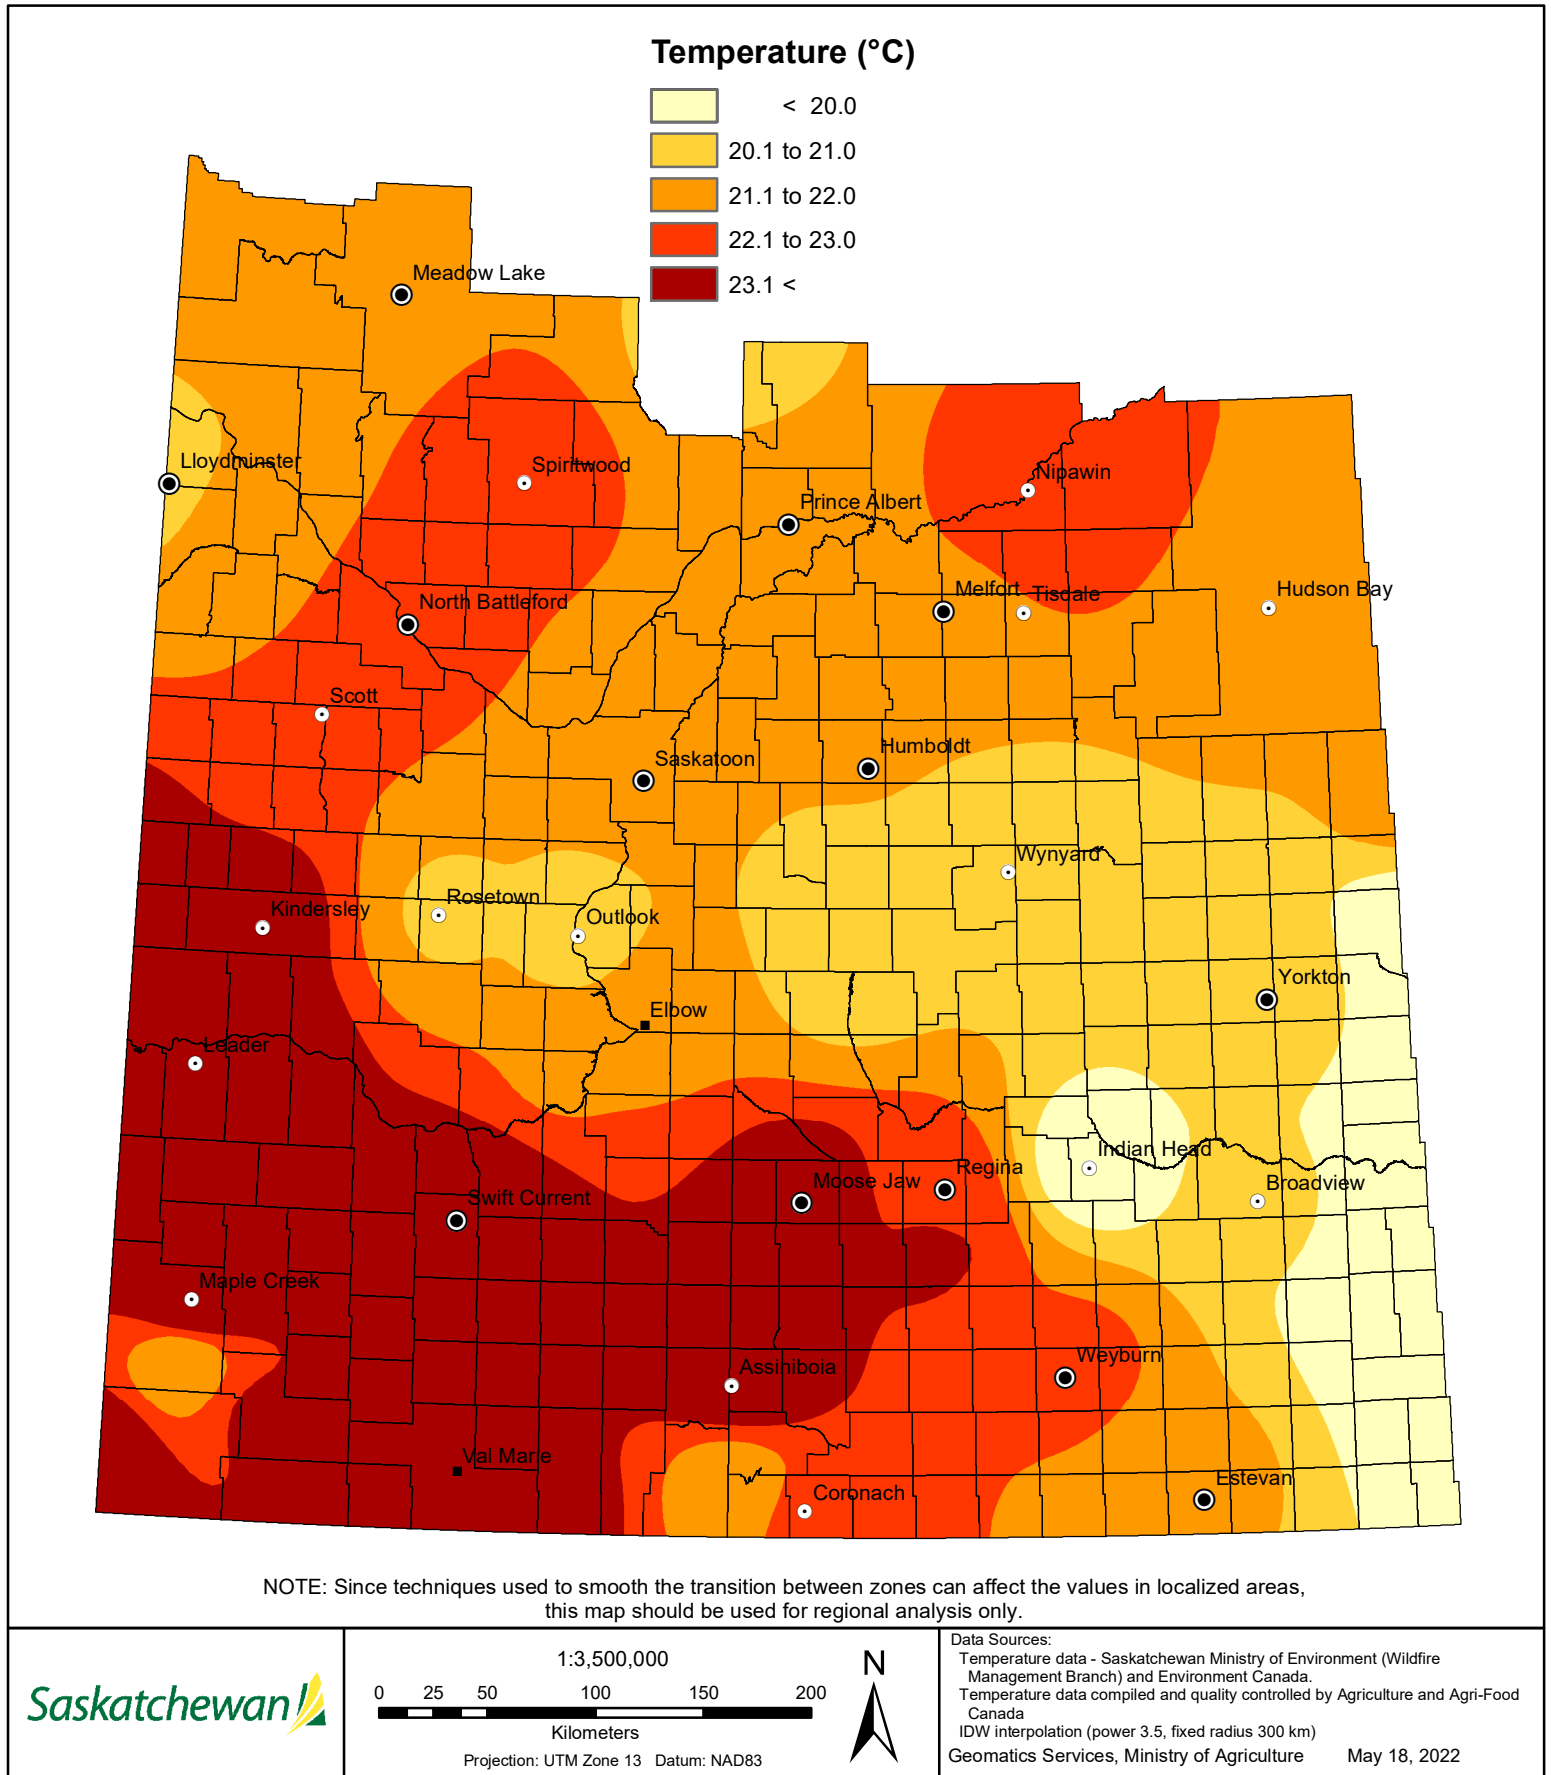 Temperature (°C)
< 20.0
20.1 to 21.0
21.1 to 22.0
22.1 to 23.0
23.1 <
Meadow Lake
Lloydminster
Spiritwood
Nipawin
Prince Albert
North Battleford
Melfort
Tisdale
Hudson Bay
Scott
Saskatoon
Humboldt
Wynyard
Rosetown
Kindersley
Outlook
Yorkton
Elbow
Leader
Indian Head
Regina
Moose Jaw
Broadview
Swift Current
Maple Creek
Weyburn
Assiniboia
Val Marie
Estevan
Coronach
NOTE: Since techniques used to smooth the transition between zones can affect the values in localized areas,
this map should be used for regional analysis only.
Saskatchewan
1:3,500,000
0 25 50 100 150 200
Kilometers
Projection: UTM Zone 13 Datum: NAD83
N
Data Sources:
Temperature data - Saskatchewan Ministry of Environment (Wildfire
Management Branch) and Environment Canada.
Temperature data compiled and quality controlled by Agriculture and Agri-Food
Canada
IDW interpolation (power 3.5, fixed radius 300 km)
Geomatics Services, Ministry of Agriculture May 18, 2022